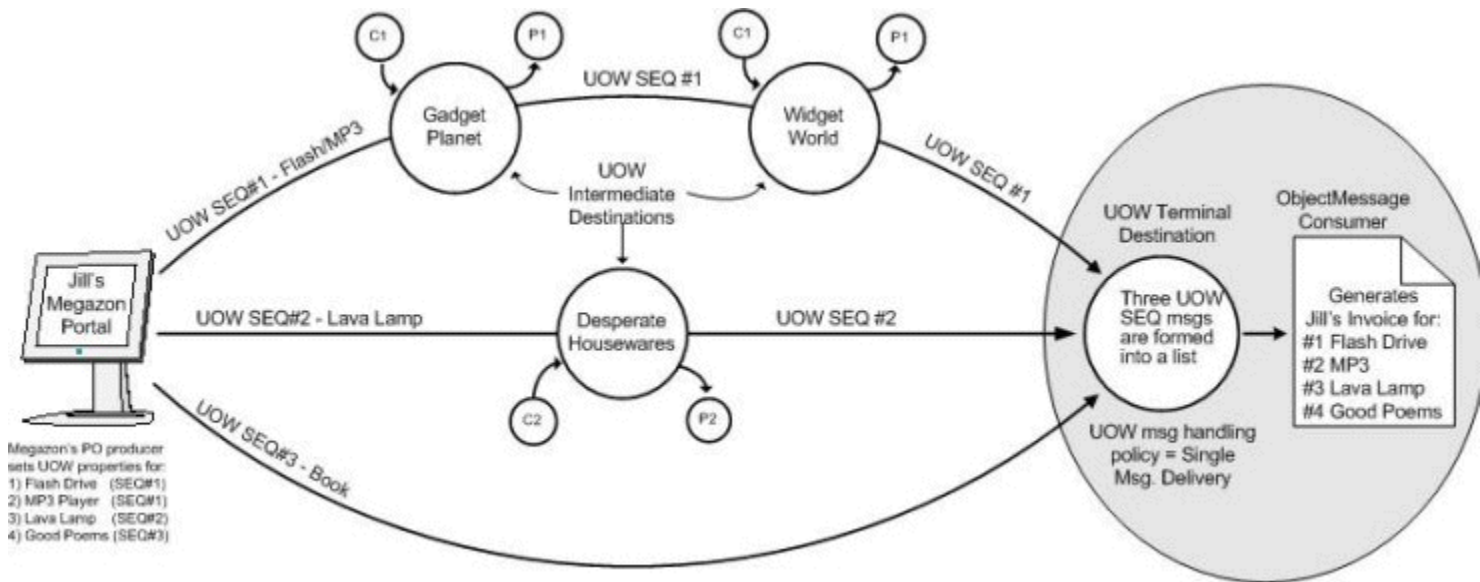 C1
P1
Gadget
Planet
UOW SEQ #1
C1
P1
Widget
World
UOW SEQ#1 - Flash/MP3
UOW SEQ #1
UOW
Intermediate
Destinations
Jill's
Megazon
Portal
UOW SEQ#2 - Lava Lamp
Desperate
Housewares
UOW SEQ #2
C2
P2
UOW SEQ#3 - Book
Megazon's PO producer
sets UOW properties for:
1) Flash Drive (SEQ#1)
2) MP3 Player (SEQ#1)
3) Lava Lamp (SEQ#2)
4) Good Poems (SEQ#3)
UOW Terminal
Destination
Three UOW
SEQ msgs
are formed
into a list
UOW msg handling
policy = Single
Msg. Delivery
ObjectMessage
Consumer
Generates
Jill's Invoice for:
#1 Flash Drive
#2 MP3
#3 Lava Lamp
#4 Good Poems